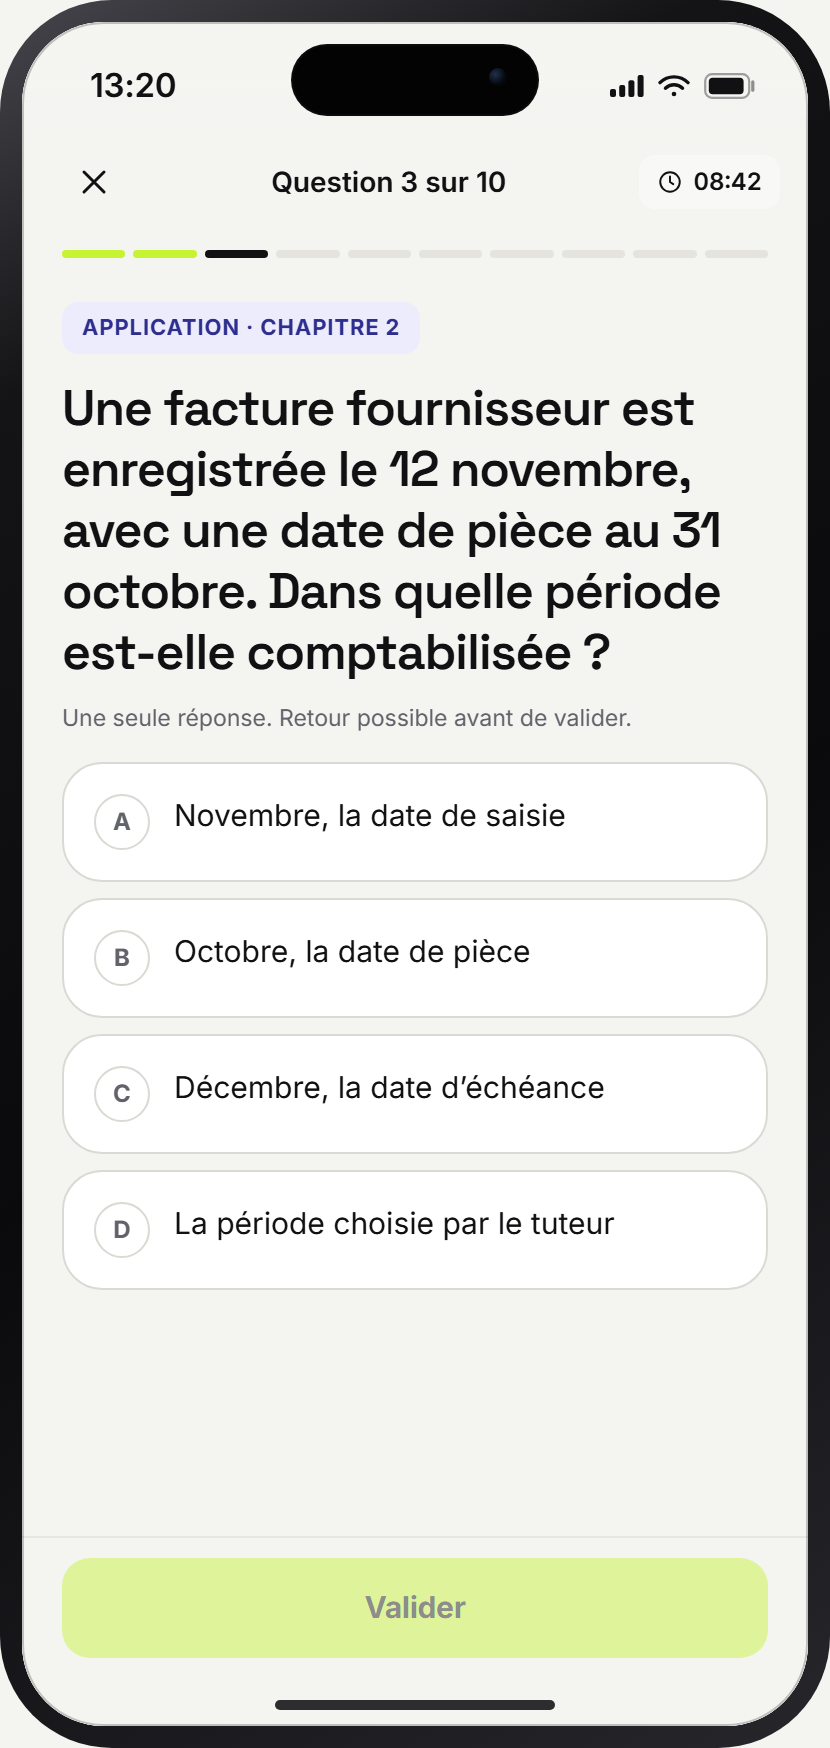 13:20
Question 3 sur 10
08:42
APPLICATION · CHAPITRE 2
Une facture fournisseur est
enregistrée le 12 novembre,
avec une date de pièce au 31
octobre. Dans quelle période
est-elle comptabilisée ?
Une seule réponse. Retour possible avant de valider.
A Novembre, la date de saisie
B Octobre, la date de pièce
C Décembre, la date d’échéance
D La période choisie par le tuteur
Valider